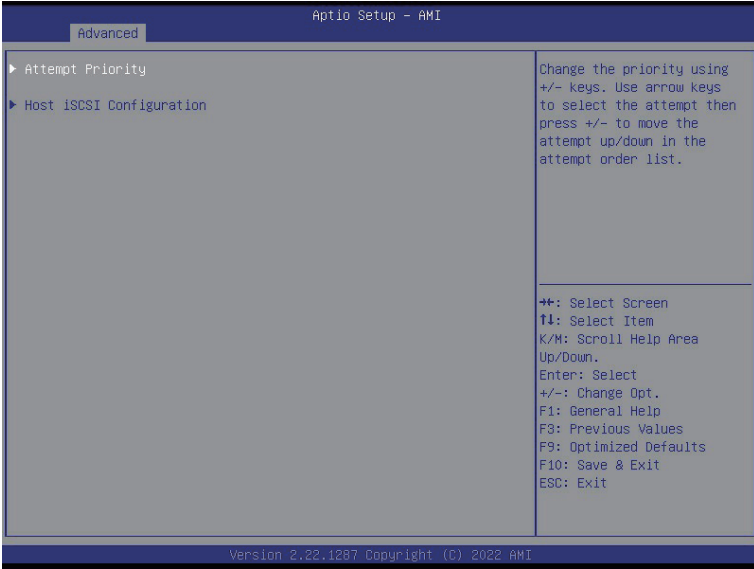 Aptio Setup – AMI
Advanced
▶ Attempt Priority
▶ Host iSCSI Configuration
Change the priority using
+/- keys. Use arrow keys
to select the attempt then
press +/- to move the
attempt up/down in the
attempt order list.
→←: Select Screen
↑↓: Select Item
K/M: Scroll Help Area
Up/Down.
Enter: Select
+/-: Change Opt.
F1: General Help
F3: Previous Values
F9: Optimized Defaults
F10: Save & Exit
ESC: Exit
Version 2.22.1287 Copyright (C) 2022 AMI